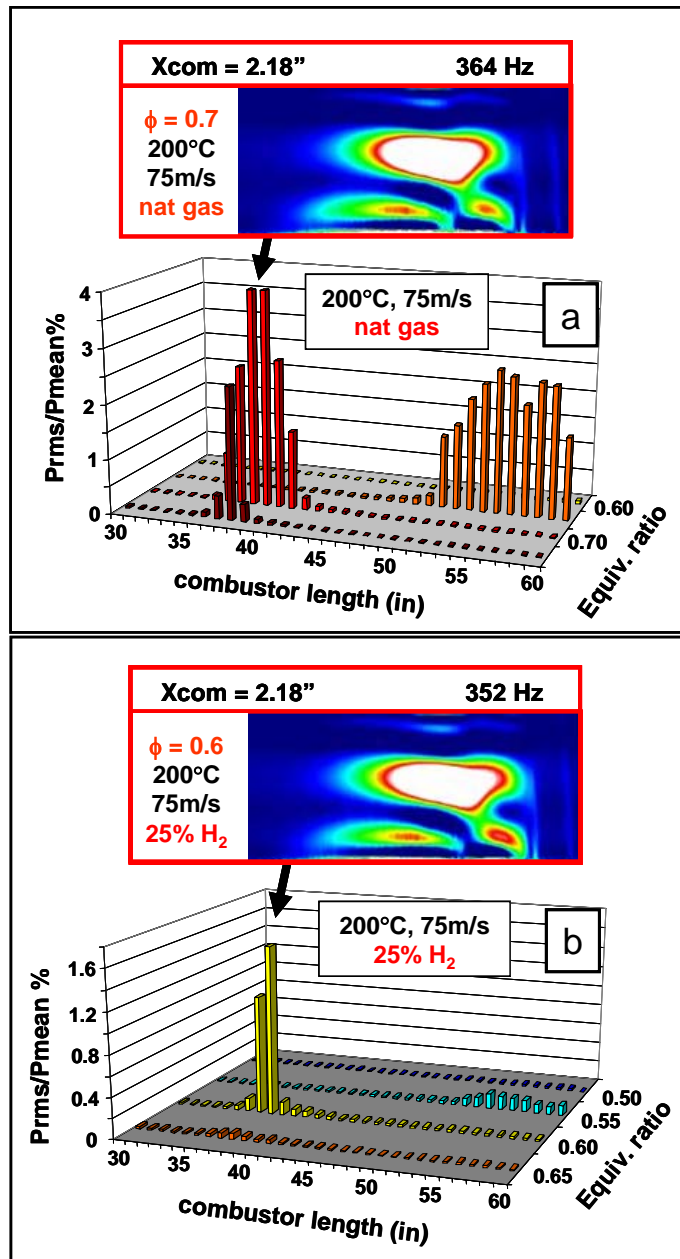 Xcom = 2.18” 364 Hz
ϕ = 0.7
200°C
75m/s
nat gas
200°C, 75m/s
nat gas
a
Prms/Pmean%
4
3
2
1
0
30 35 40 45 50 55 60
combustor length (in)
0.60
0.70
Equiv. ratio
Xcom = 2.18” 352 Hz
ϕ = 0.6
200°C
75m/s
25% H₂
200°C, 75m/s
25% H₂
b
Prms/Pmean %
1.6
1.2
0.8
0.4
0
30 35 40 45 50 55 60
combustor length (in)
0.50
0.55
0.60
0.65
Equiv. ratio